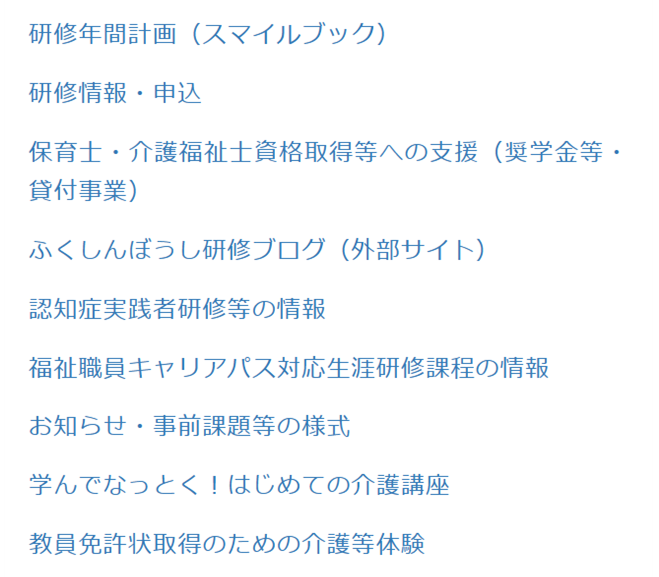 研修年間計画（スマイルブック）
研修情報・申込
保育士・介護福祉士資格取得等への支援（奨学金等・
貸付事業）
ふくしんぼうし研修ブログ（外部サイト）
認知症実践者研修等の情報
福祉職員キャリアパス対応生涯研修課程の情報
お知らせ・事前課題等の様式
学んでなっとく！はじめての介護講座
教員免許状取得のための介護等体験